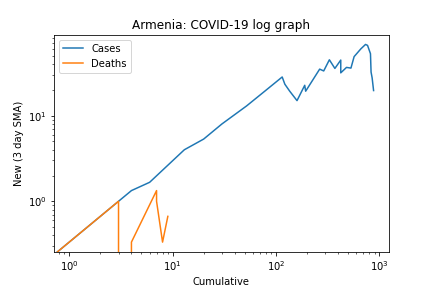 Armenia: COVID-19 log graph
Cases
Deaths
New (3 day SMA)
10¹
10⁰
10⁰ 10¹ 10² 10³
Cumulative